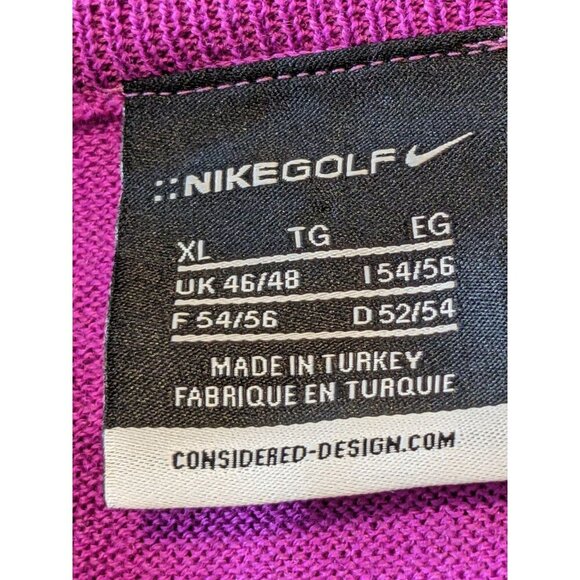 ::NIKEGOLF
XL TG EG
UK 46/48 I 54/56
F 54/56 D 52/54
MADE IN TURKEY
FABRIQUE EN TURQUIE
CONSIDERED-DESIGN.COM